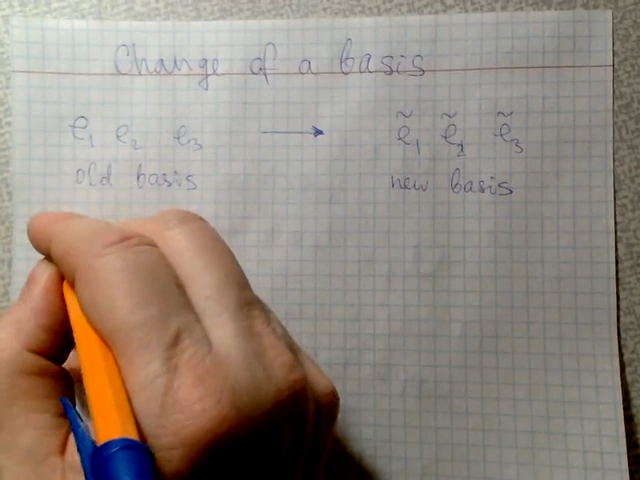 Change of a basis
e₁ e₂ e₃ → ẽ₁ ẽ₂ ẽ₃
old basis new basis